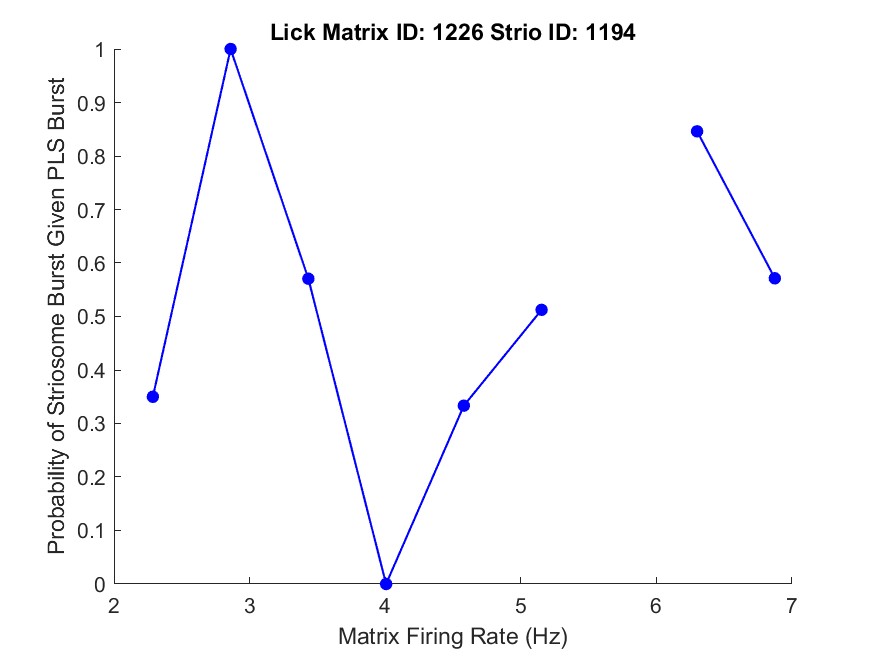 Lick Matrix ID: 1226 Strio ID: 1194
Probability of Striosome Burst Given PLS Burst
1
0.9
0.8
0.7
0.6
0.5
0.4
0.3
0.2
0.1
0
2 3 4 5 6 7
Matrix Firing Rate (Hz)